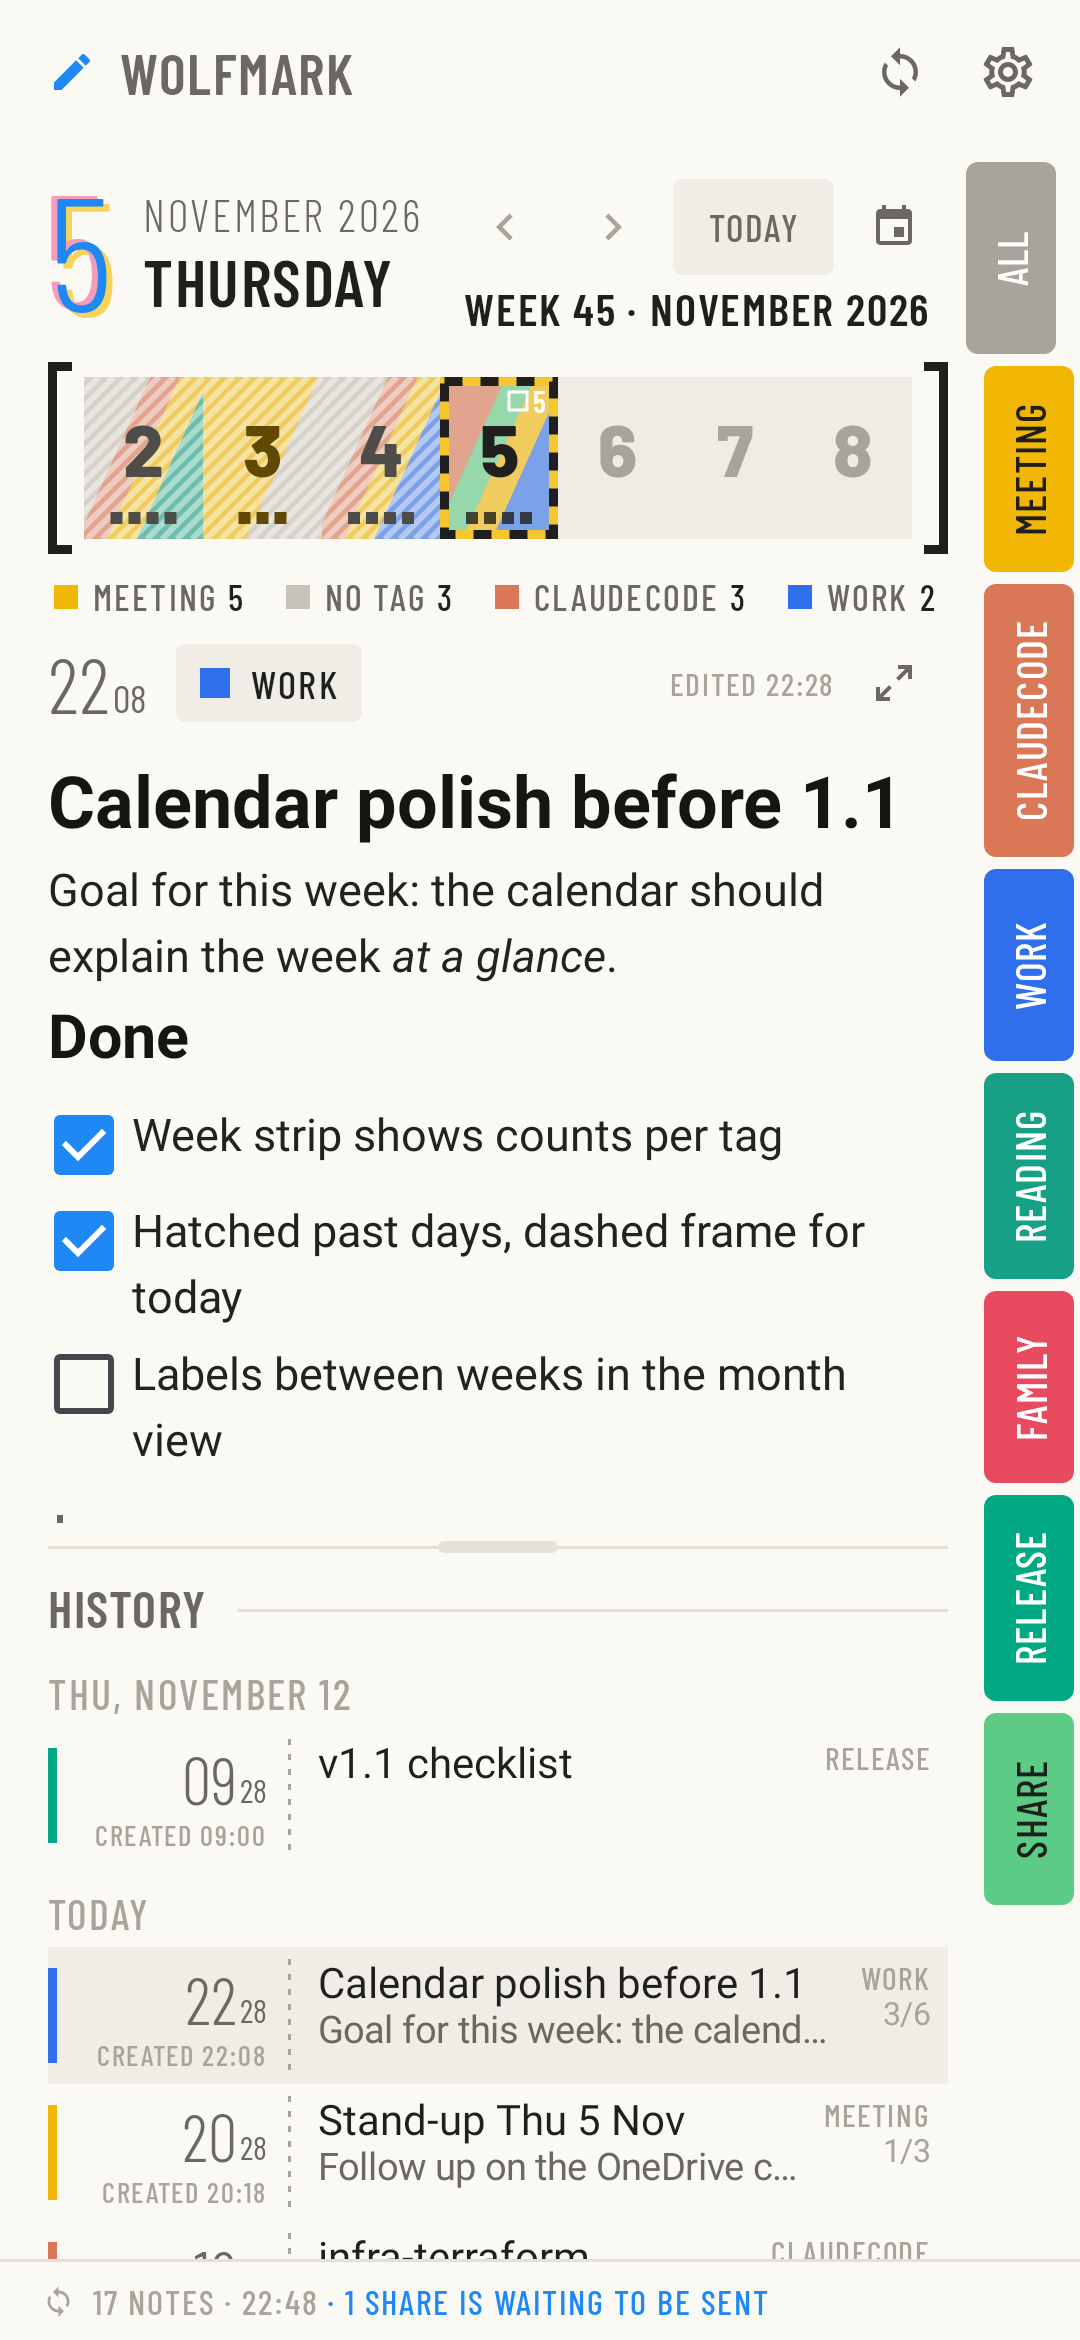 WOLFMARK
5
NOVEMBER 2026
THURSDAY
TODAY
WEEK 45 · NOVEMBER 2026
2 3 4 5 6 7 8
5
MEETING 5 NO TAG 3 CLAUDECODE 3 WORK 2
22 08 WORK EDITED 22:28
Calendar polish before 1.1
Goal for this week: the calendar should
explain the week at a glance.
Done
Week strip shows counts per tag
Hatched past days, dashed frame for
today
Labels between weeks in the month
view
HISTORY
THU, NOVEMBER 12
09 28 v1.1 checklist RELEASE
CREATED 09:00
TODAY
22 28 Calendar polish before 1.1 WORK
Goal for this week: the calend... 3/6
CREATED 22:08
20 28 Stand-up Thu 5 Nov MEETING
Follow up on the OneDrive c... 1/3
CREATED 20:18
infra-terraform CLAUDECODE
17 NOTES · 22:48 · 1 SHARE IS WAITING TO BE SENT
ALL
MEETING
CLAUDECODE
WORK
READING
FAMILY
RELEASE
SHARE